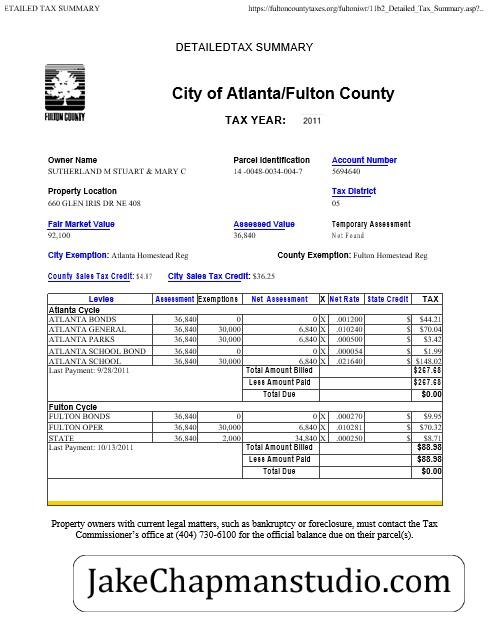 ETAILED TAX SUMMARY https://fultoncountytaxes.org/fultoniwr/11b2_Detailed_Tax_Summary.asp?..
DETAILEDTAX SUMMARY
FULTON COUNTY
City of Atlanta/Fulton County
TAX YEAR: 2011
Owner Name Parcel Identification Account Number
SUTHERLAND M STUART & MARY C 14 -0048-0034-004-7 5694640
Property Location Tax District
660 GLEN IRIS DR NE 408 05
Fair Market Value Assessed Value Temporary Assessment
92,100 36,840 Not Found
City Exemption: Atlanta Homestead Reg County Exemption: Fulton Homestead Reg
County Sales Tax Credit: $4.87 City Sales Tax Credit: $36.25
Levies Assessment Exemptions Net Assessment X Net Rate State Credit TAX
Atlanta Cycle
ATLANTA BONDS 36,840 0 0 X .001200 $ $44.21
ATLANTA GENERAL 36,840 30,000 6,840 X .010240 $ $70.04
ATLANTA PARKS 36,840 30,000 6,840 X .000500 $ $3.42
ATLANTA SCHOOL BOND 36,840 0 0 X .000054 $ $1.99
ATLANTA SCHOOL 36,840 30,000 6,840 X .021640 $ $148.02
Last Payment: 9/28/2011 Total Amount Billed $267.68
Less Amount Paid $267.68
Total Due $0.00
Fulton Cycle
FULTON BONDS 36,840 0 0 X .000270 $ $9.95
FULTON OPER 36,840 30,000 6,840 X .010281 $ $70.32
STATE 36,840 2,000 34,840 X .000250 $ $8.71
Last Payment: 10/13/2011 Total Amount Billed $88.98
Less Amount Paid $88.98
Total Due $0.00
Property owners with current legal matters, such as bankruptcy or foreclosure, must contact the Tax
Commissioner's office at (404) 730-6100 for the official balance due on their parcel(s).
JakeChapmanstudio.com